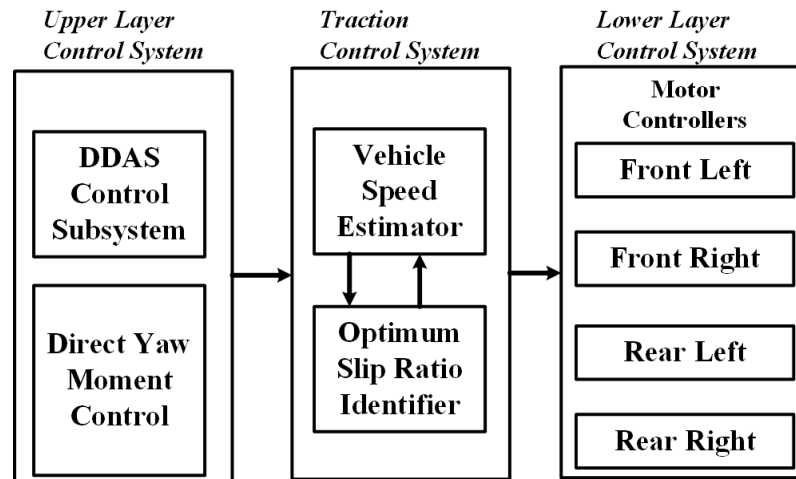 Upper Layer
Control System
DDAS
Control
Subsystem
Direct Yaw
Moment
Control
Traction
Control System
Vehicle
Speed
Estimator
Optimum
Slip Ratio
Identifier
Lower Layer
Control System
Motor
Controllers
Front Left
Front Right
Rear Left
Rear Right